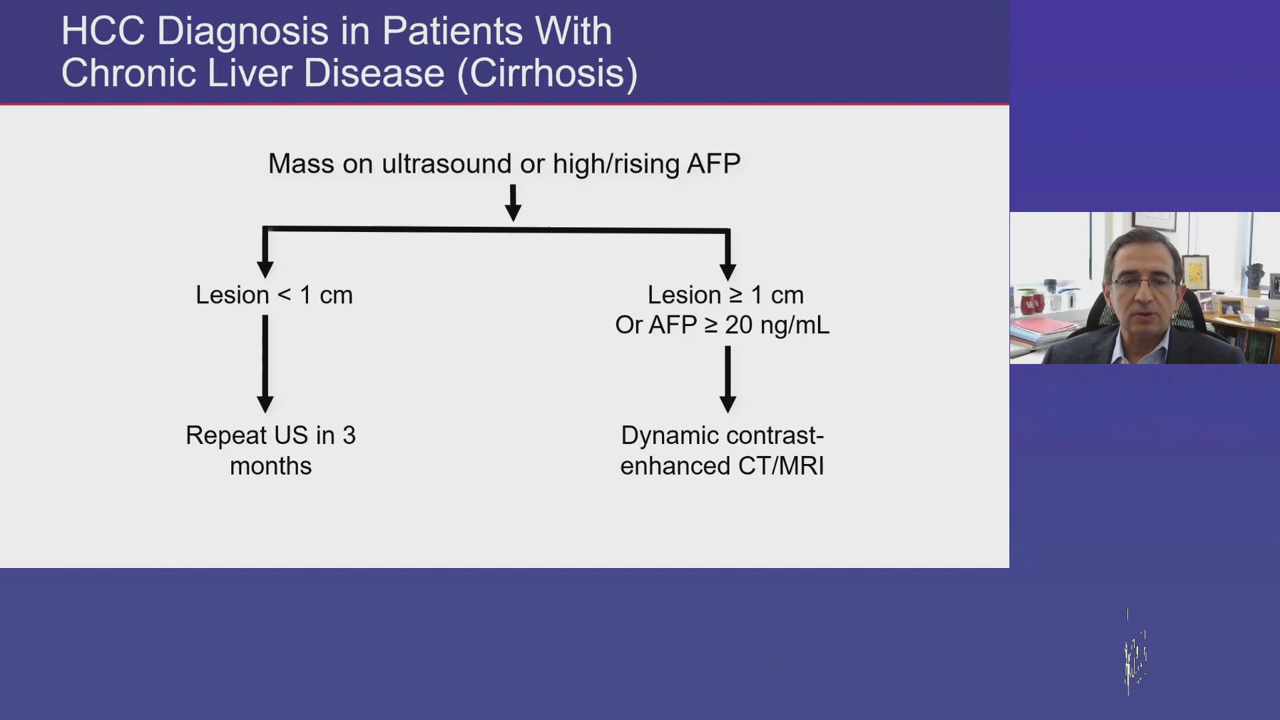 HCC Diagnosis in Patients With
Chronic Liver Disease (Cirrhosis)
Mass on ultrasound or high/rising AFP
Lesion < 1 cm
Repeat US in 3
months
Lesion ≥ 1 cm
Or AFP ≥ 20 ng/mL
Dynamic contrast-
enhanced CT/MRI